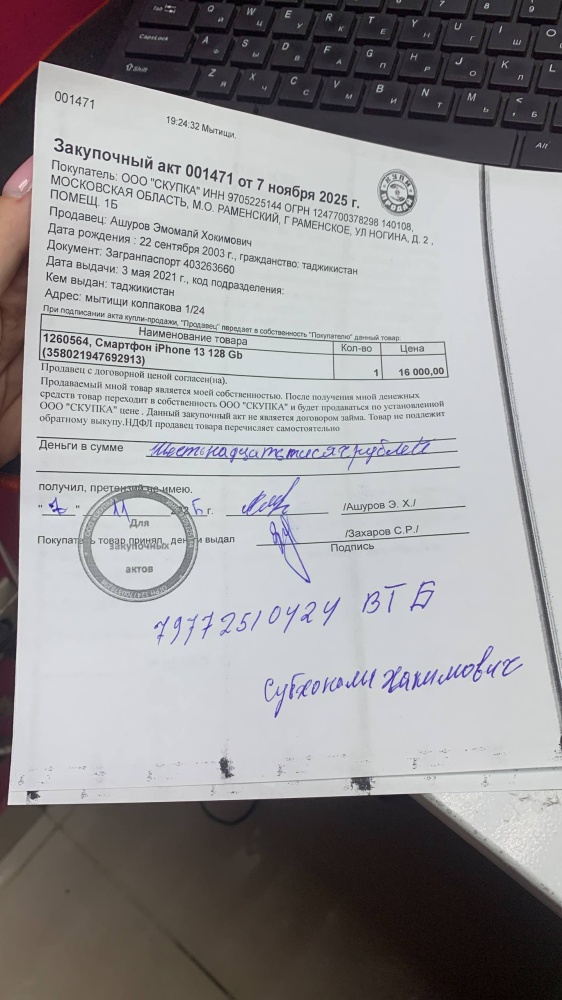 001471
19:24:32 Мытищи,
Закупочный акт 001471 от 7 ноября 2025 г.
Покупатель: ООО "СКУПКА" ИНН 9705225144 ОГРН 1247700378298 140108,
МОСКОВСКАЯ ОБЛАСТЬ, М.О. РАМЕНСКИЙ, Г РАМЕНСКОЕ, УЛ НОГИНА, Д. 2 ,
ПОМЕЩ. 1Б
Продавец: Ашуров Эмомалй Хокимович
Дата рождения : 22 сентября 2003 г., гражданство: таджикистан
Документ: Загранпаспорт 403263660
Дата выдачи: 3 мая 2021 г., код подразделения:
Кем выдан: таджикистан
Адрес: мытищи колпакова 1/24
При подписании акта купли-продажи, "Продавец" передает в собственность "Покупателю" данный товар.
Наименование товара Кол-во Цена
1260564, Смартфон iPhone 13 128 Gb
(358021947692913) 1 16 000,00
Продавец с договорной ценой согласен(на).
Продаваемый мной товар является моей собственностью. После получения мной денежных
средств товар переходит в собственность ООО "СКУПКА" и будет продаваться по установленной
ООО "СКУПКА" цене . Данный закупочный акт не является договором займа. Товар не подлежит
обратному выкупу.НДФЛ продавец товара перечисляет самостоятельно
Деньги в сумме Шестьнадцать тысяч рублей
получил, претензий не имею.
" 7 " 11 2025 г. /Ашуров Э. Х./
Для
закупочных
актов
Покупатель товар принял, деньги выдал /Захаров С.Р./
Подпись
79772510424 ВТБ
Субхонали Хакимович